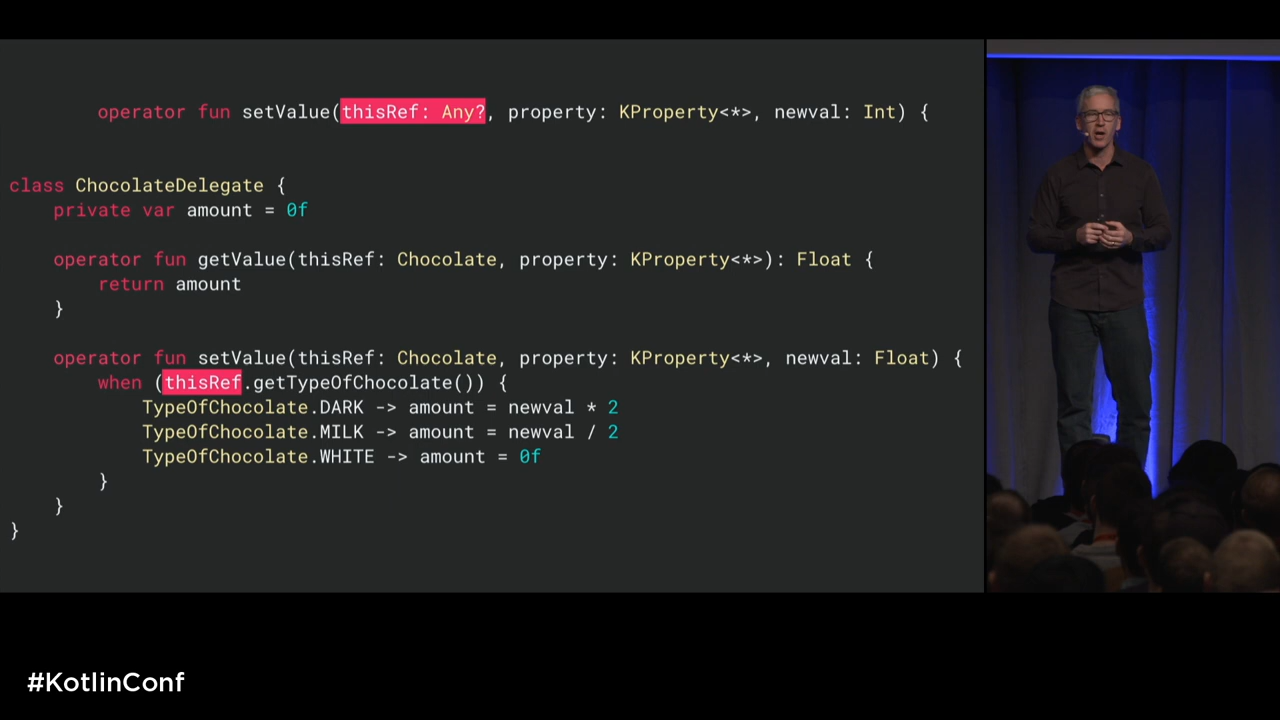 operator fun setValue(thisRef: Any?, property: KProperty<*>, newval: Int) {
class ChocolateDelegate {
private var amount = 0f
operator fun getValue(thisRef: Chocolate, property: KProperty<*>): Float {
return amount
}
operator fun setValue(thisRef: Chocolate, property: KProperty<*>, newval: Float) {
when (thisRef.getTypeOfChocolate()) {
TypeOfChocolate.DARK -> amount = newval * 2
TypeOfChocolate.MILK -> amount = newval / 2
TypeOfChocolate.WHITE -> amount = 0f
}
}
}
#KotlinConf